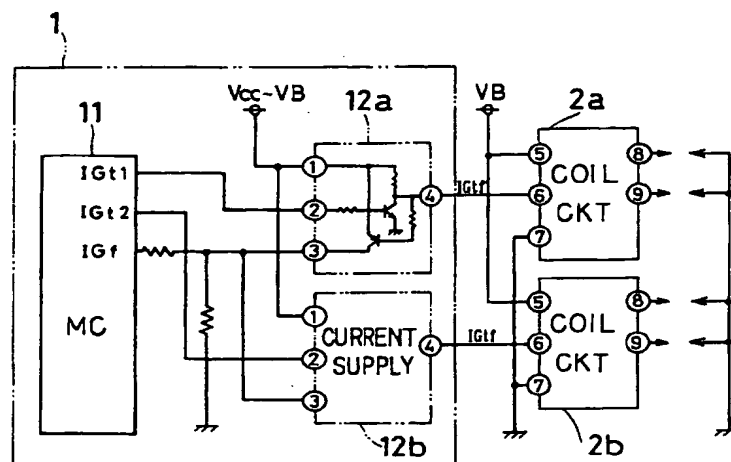 1
Vcc~VB
VB
11
12a
2a
IGt1
IGt2
IGf
MC
1
2
3
4
IGtf
5
6
7
8
9
COIL
CKT
1
2
3
4
CURRENT
SUPPLY
IGtf
5
6
7
8
9
COIL
CKT
12b
2b